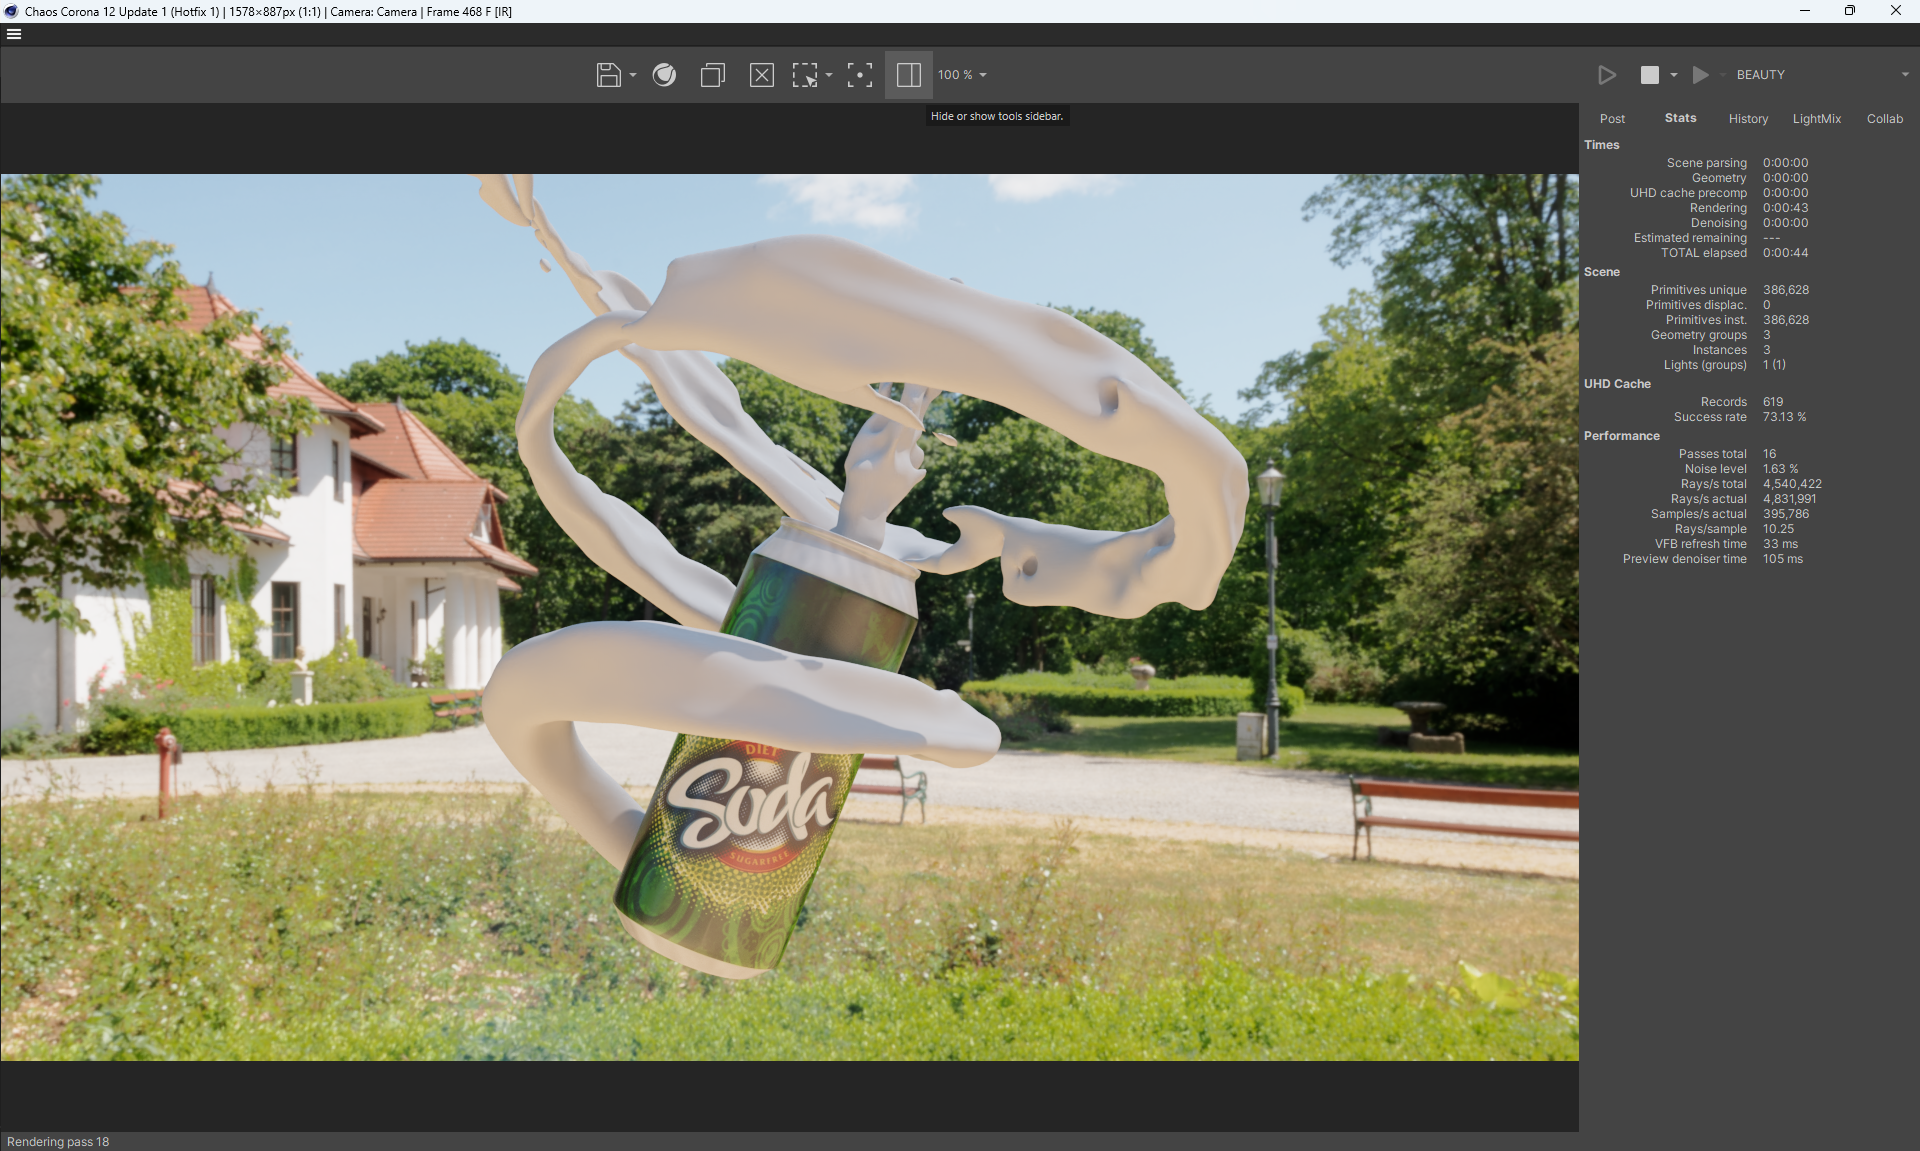 Chaos Corona 12 Update 1 (Hotfix 1) | 1578×887px (1:1) | Camera: Camera | Frame 468 F [IR]
100 %
BEAUTY
Hide or show tools sidebar.
Post Stats History LightMix Collab
Times
Scene parsing 0:00:00
Geometry 0:00:00
UHD cache precomp 0:00:00
Rendering 0:00:43
Denoising 0:00:00
Estimated remaining ---
TOTAL elapsed 0:00:44
Scene
Primitives unique 386,628
Primitives displac. 0
Primitives inst. 386,628
Geometry groups 3
Instances 3
Lights (groups) 1 (1)
UHD Cache
Records 619
Success rate 73.13 %
Performance
Passes total 16
Noise level 1.63 %
Rays/s total 4,540,422
Rays/s actual 4,831,991
Samples/s actual 395,786
Rays/sample 10.25
VFB refresh time 33 ms
Preview denoiser time 105 ms
DIET
Soda
SUGARFREE
Rendering pass 18